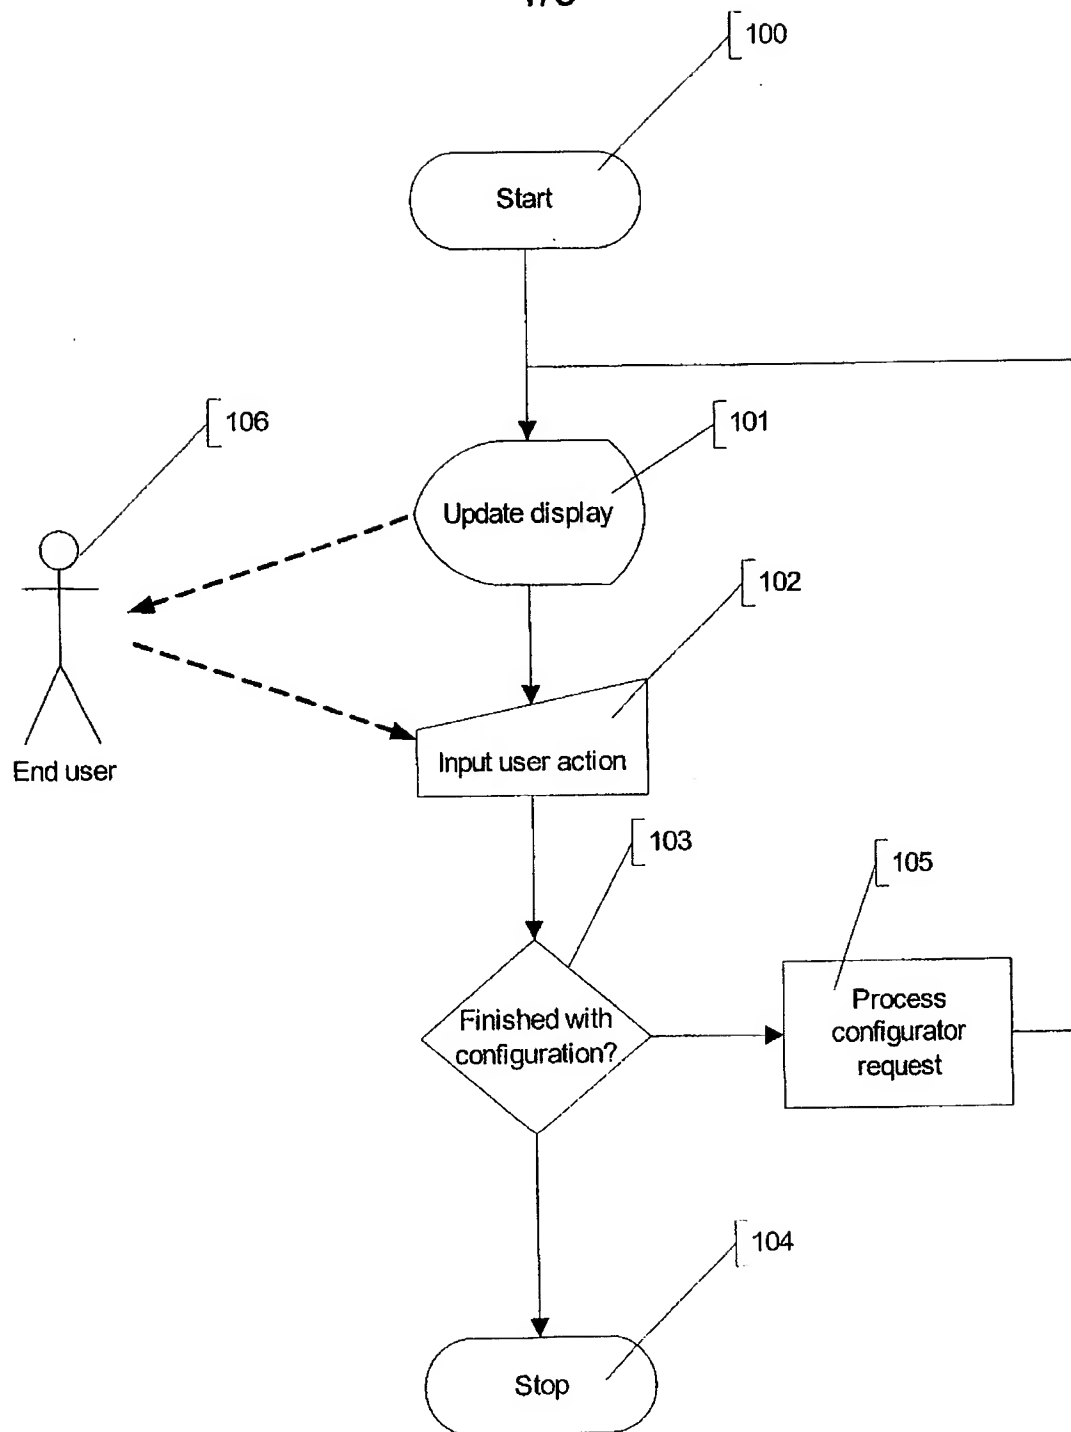 100
Start
106
101
Update display
102
Input user action
End user
103
105
Finished with
configuration?
Process
configurator
request
104
Stop